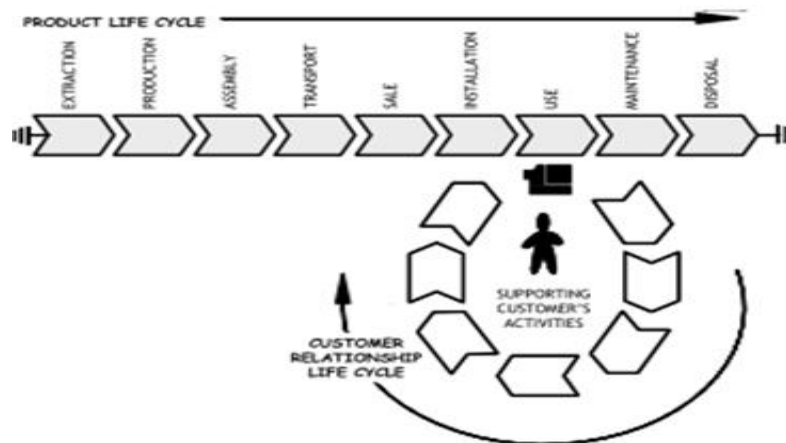 PRODUCT LIFE CYCLE
EXTRACTION
PRODUCTION
ASSEMBLY
TRANSPORT
SALE
INSTALLATION
USE
MAINTENANCE
DISPOSAL
SUPPORTING
CUSTOMER'S
ACTIVITIES
CUSTOMER
RELATIONSHIP
LIFE CYCLE